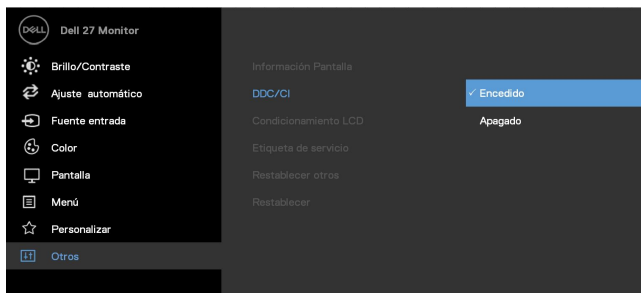 DELL Dell 27 Monitor
Brillo/Contraste
Ajuste automático
Fuente entrada
Color
Pantalla
Menú
Personalizar
Otros
Información Pantalla
DDC/CI
Condicionamiento LCD
Etiqueta de servicio
Restablecer otros
Restablecer
✓ Encedido
Apagado